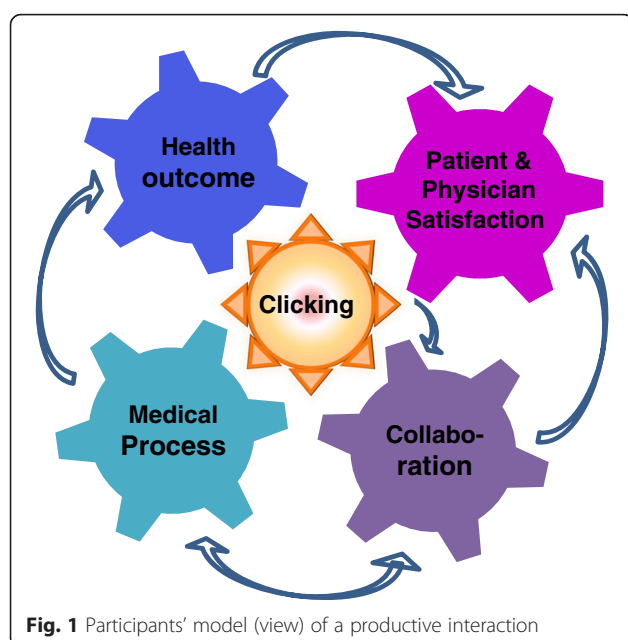 Health
outcome
Patient &
Physician
Satisfaction
Clicking
Medical
Process
Collabo-
ration
Fig. 1 Participants' model (view) of a productive interaction